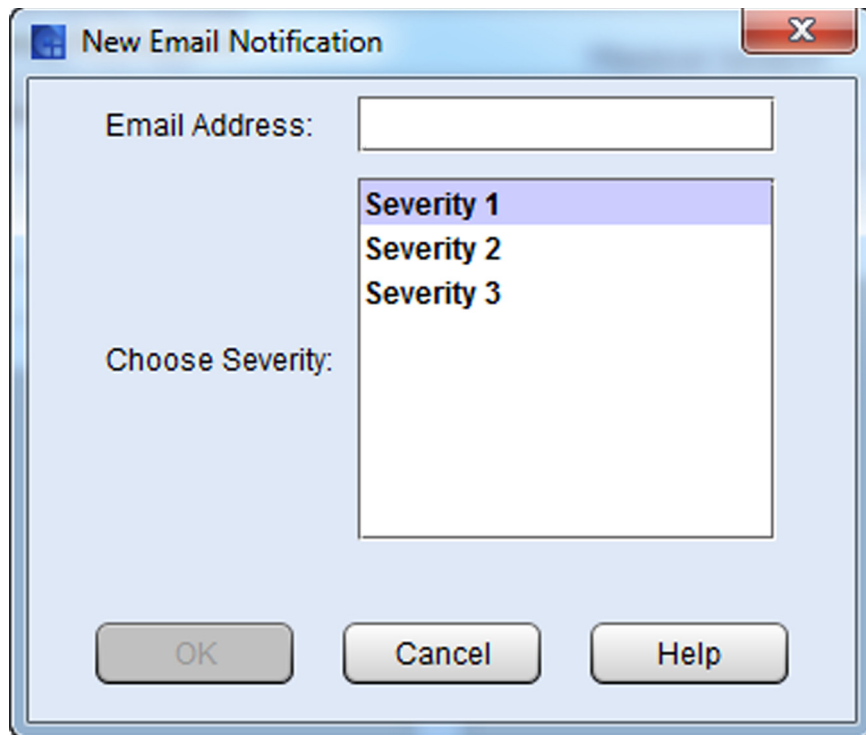 New Email Notification
Email Address:
Severity 1
Severity 2
Severity 3
Choose Severity:
OK
Cancel
Help